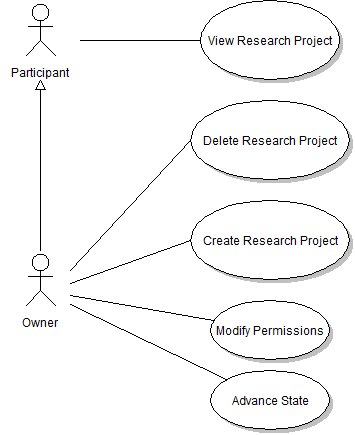 View Research Project
Participant
Delete Research Project
Create Research Project
Owner
Modify Permissions
Advance State